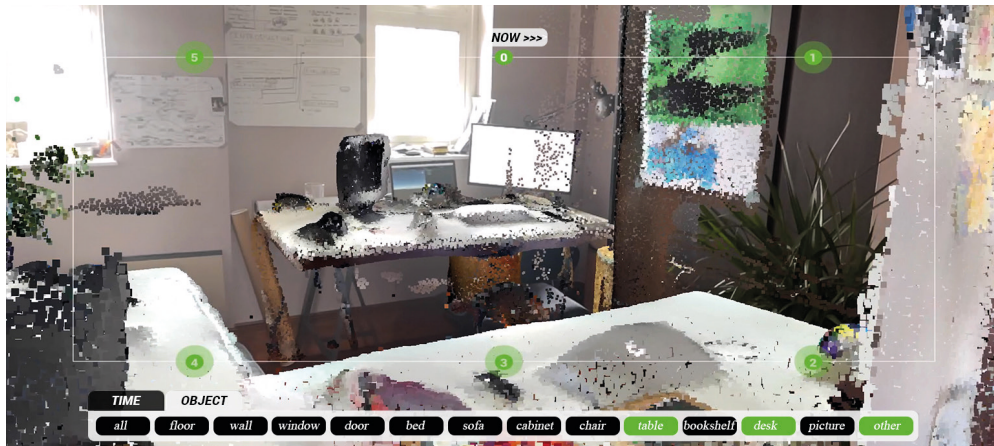 NOW >>>
5
0
1
4
3
2
TIME
OBJECT
all floor wall window door bed sofa cabinet chair table bookshelf desk picture other